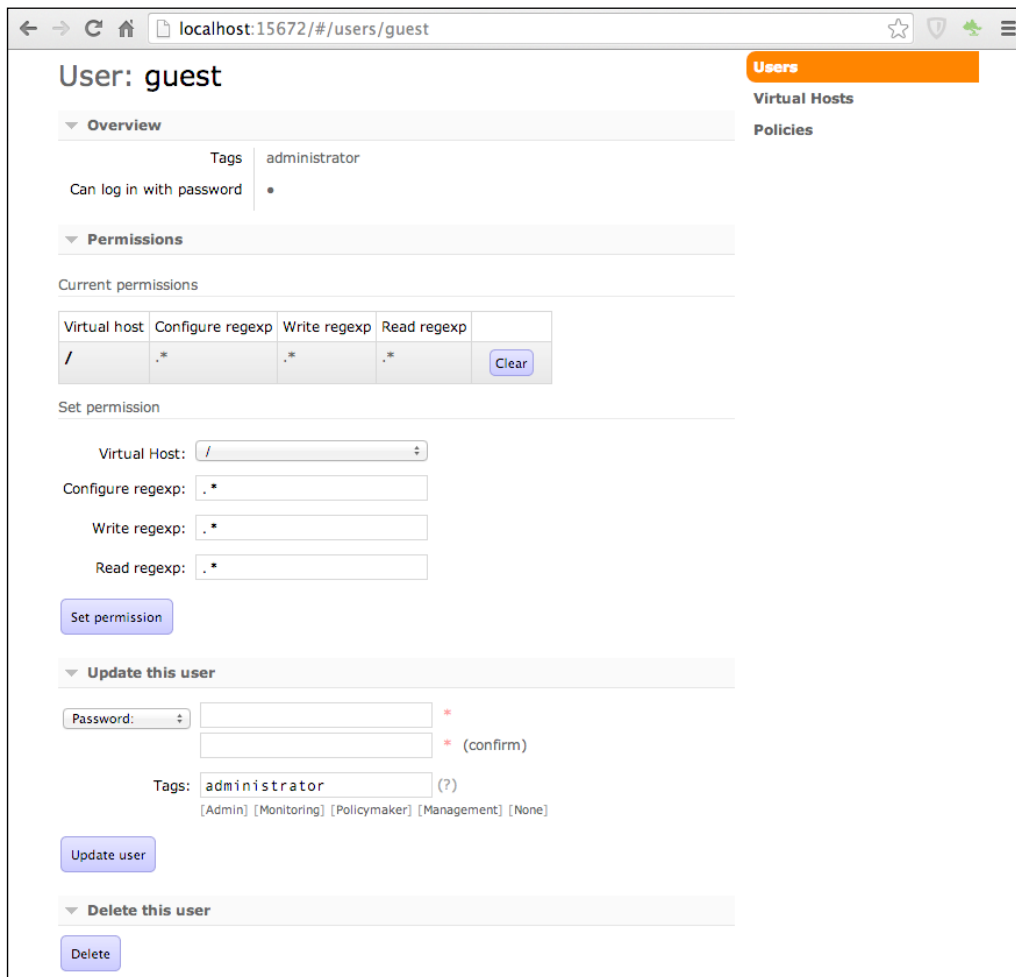 localhost:15672/#/users/guest
User: guest
Users
Virtual Hosts
Policies
Overview
Tags administrator
Can log in with password •
Permissions
Current permissions
Virtual host Configure regexp Write regexp Read regexp
/ .* .* .* Clear
Set permission
Virtual Host: /
Configure regexp: .*
Write regexp: .*
Read regexp: .*
Set permission
Update this user
Password: *
* (confirm)
Tags: administrator (?)
[Admin] [Monitoring] [Policymaker] [Management] [None]
Update user
Delete this user
Delete